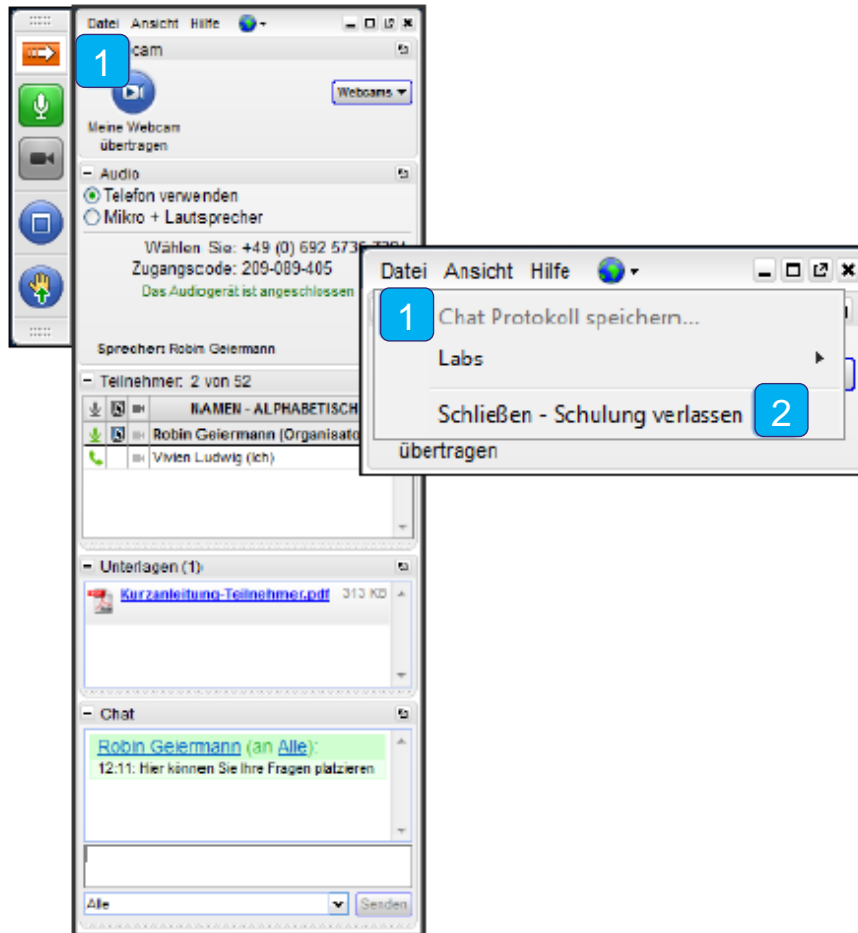 Datei Ansicht Hilfe
1
cam
Webcams
Meine Webcam
übertragen
Audio
Telefon verwenden
Mikro + Lautsprecher
Wählen Sie: +49 (0) 692 5736
Zugangscode: 209-089-405
Das Audiogerät ist angeschlossen
Sprecher: Robin Geiermann
Teilnehmer: 2 von 52
NAMEN - ALPHABETISCH
Robin Geiermann (Organisato
Vivien Ludwig (Ich)
Unterlagen (1)
Kurzanleitung-Teilnehmer.pdf 313 KB
Chat
Robin Geiermann (an Alle):
12:11: Hier können Sie Ihre Fragen platzieren
Alle
Senden
Datei Ansicht Hilfe
1
Chat Protokoll speichern...
Labs
Schließen - Schulung verlassen
2
übertragen